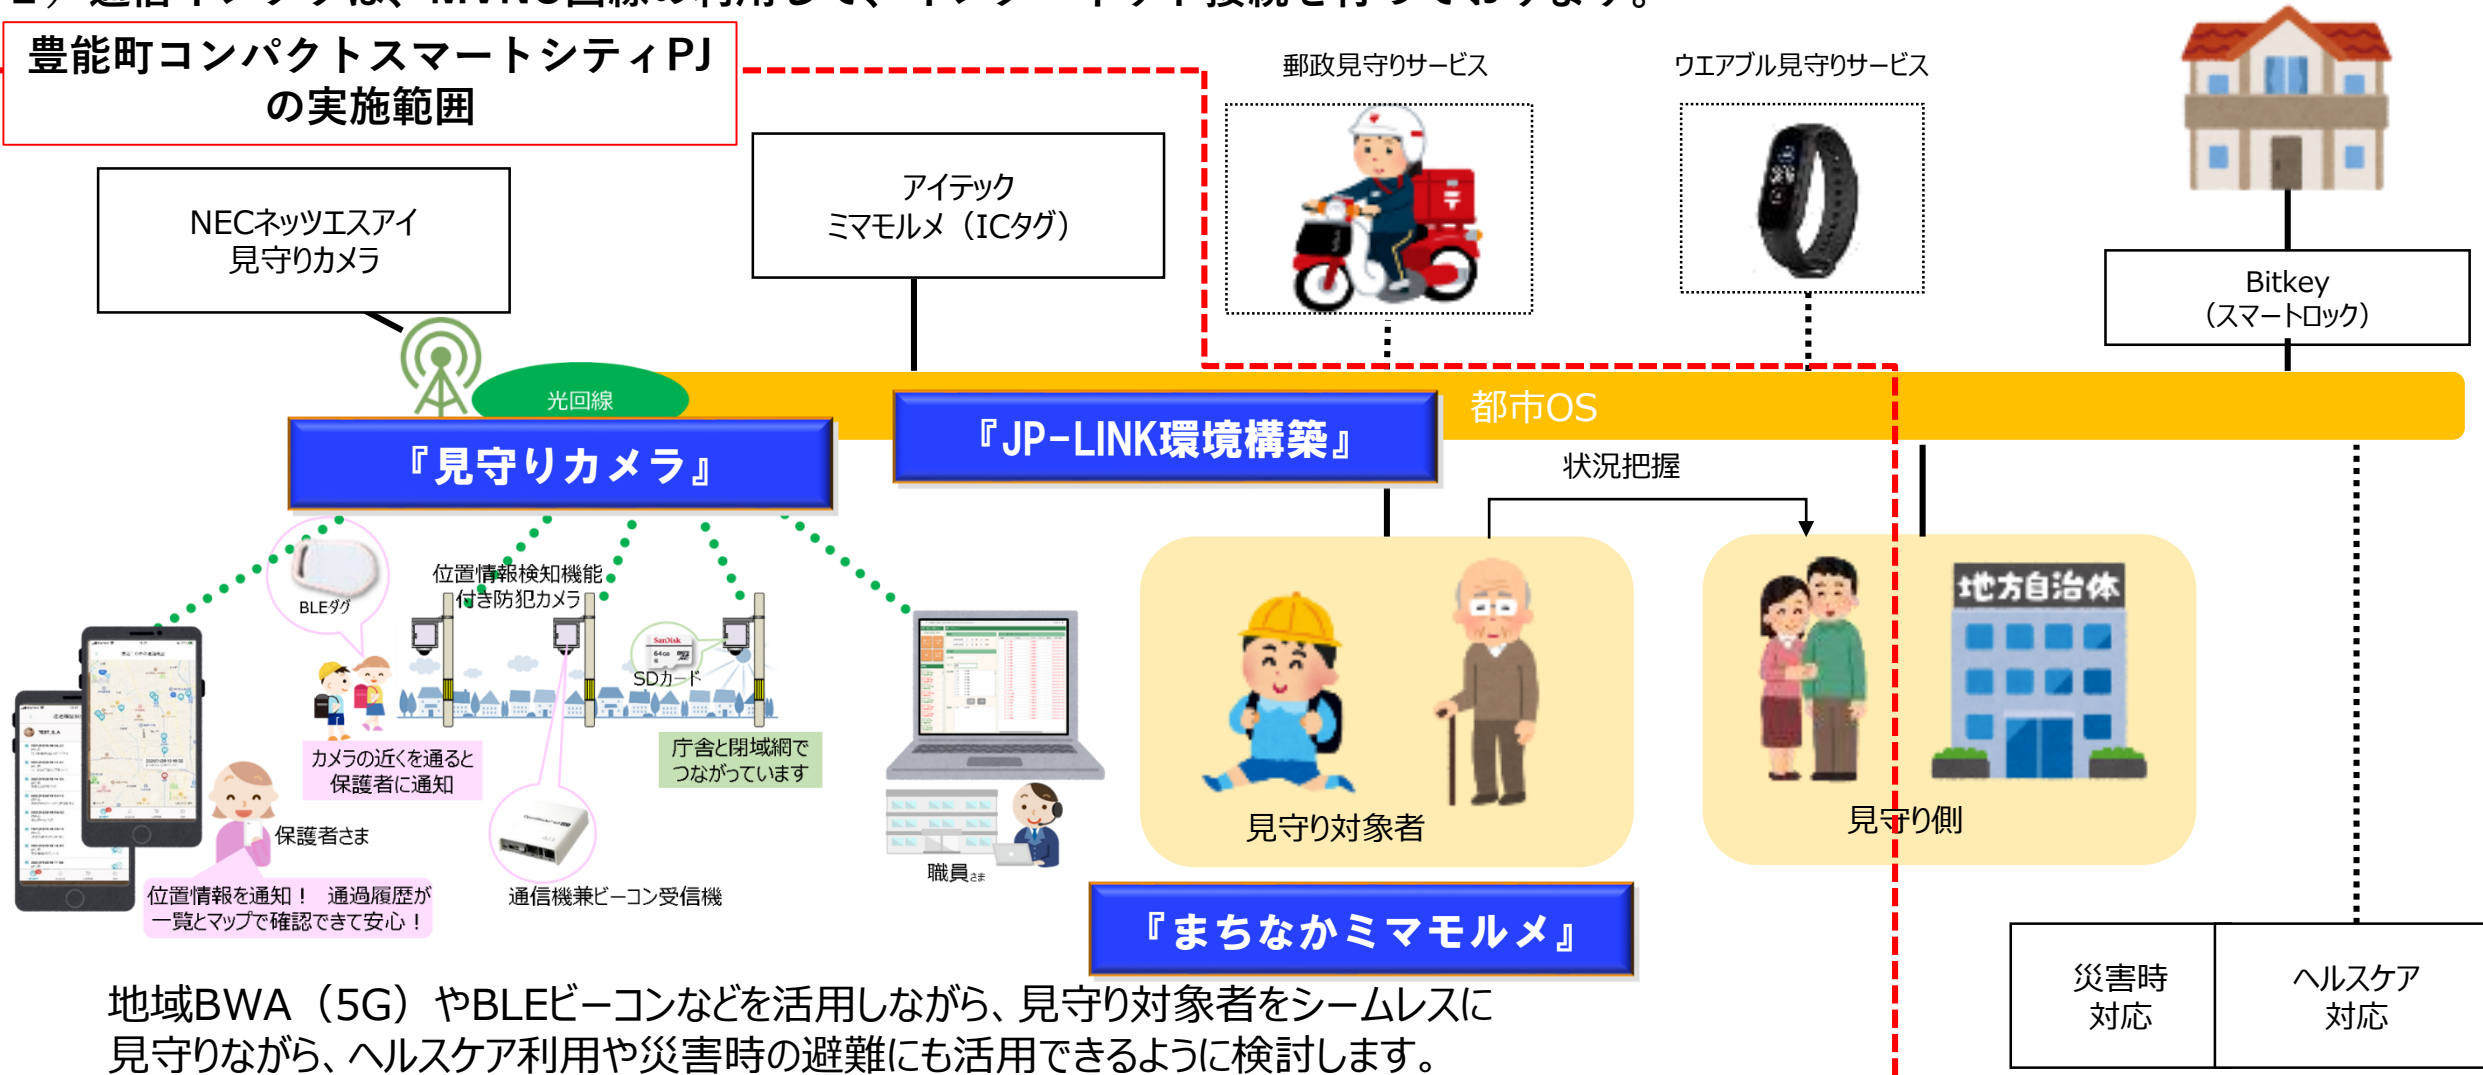 豊能町コンパクトスマートシティPJ
の実施範囲
郵政見守りサービス
ウエアブル見守りサービス
NECネッツエスアイ
見守りカメラ
アイテック
ミマモルメ（ICタグ）
Bitkey
（スマートロック）
光回線
都市OS
『見守りカメラ』
『JP-LINK環境構築』
状況把握
BLEダグ
位置情報検知機能
付き防犯カメラ
SanDisk
64GB
SDカード
地方自治体
カメラの近くを通ると
保護者に通知
庁舎と閉域網で
つながっています
保護者さま
見守り対象者
見守り側
職員さま
位置情報を通知！　通過履歴が
一覧とマップで確認できて安心！
通信機兼ビーコン受信機
『まちなかミマモルメ』
災害時
対応
ヘルスケア
対応
地域BWA（5G）やBLEビーコンなどを活用しながら、見守り対象者をシームレスに
見守りながら、ヘルスケア利用や災害時の避難にも活用できるように検討します。